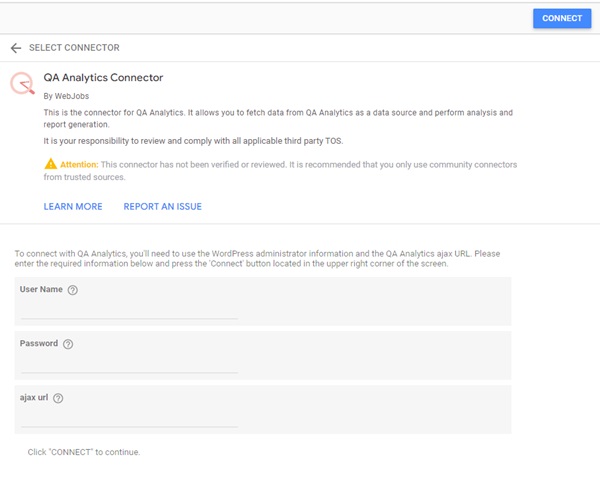 CONNECT
SELECT CONNECTOR
QA Analytics Connector
By WebJobs
This is the connector for QA Analytics. It allows you to fetch data from QA Analytics as a data source and perform analysis and
report generation.
It is your responsibility to review and comply with all applicable third party TOS.
Attention: This connector has not been verified or reviewed. It is recommended that you only use community connectors
from trusted sources.
LEARN MORE REPORT AN ISSUE
To connect with QA Analytics, you'll need to use the WordPress administrator information and the QA Analytics ajax URL. Please
enter the required information below and press the 'Connect' button located in the upper right corner of the screen.
User Name
Password
ajax url
Click "CONNECT" to continue.